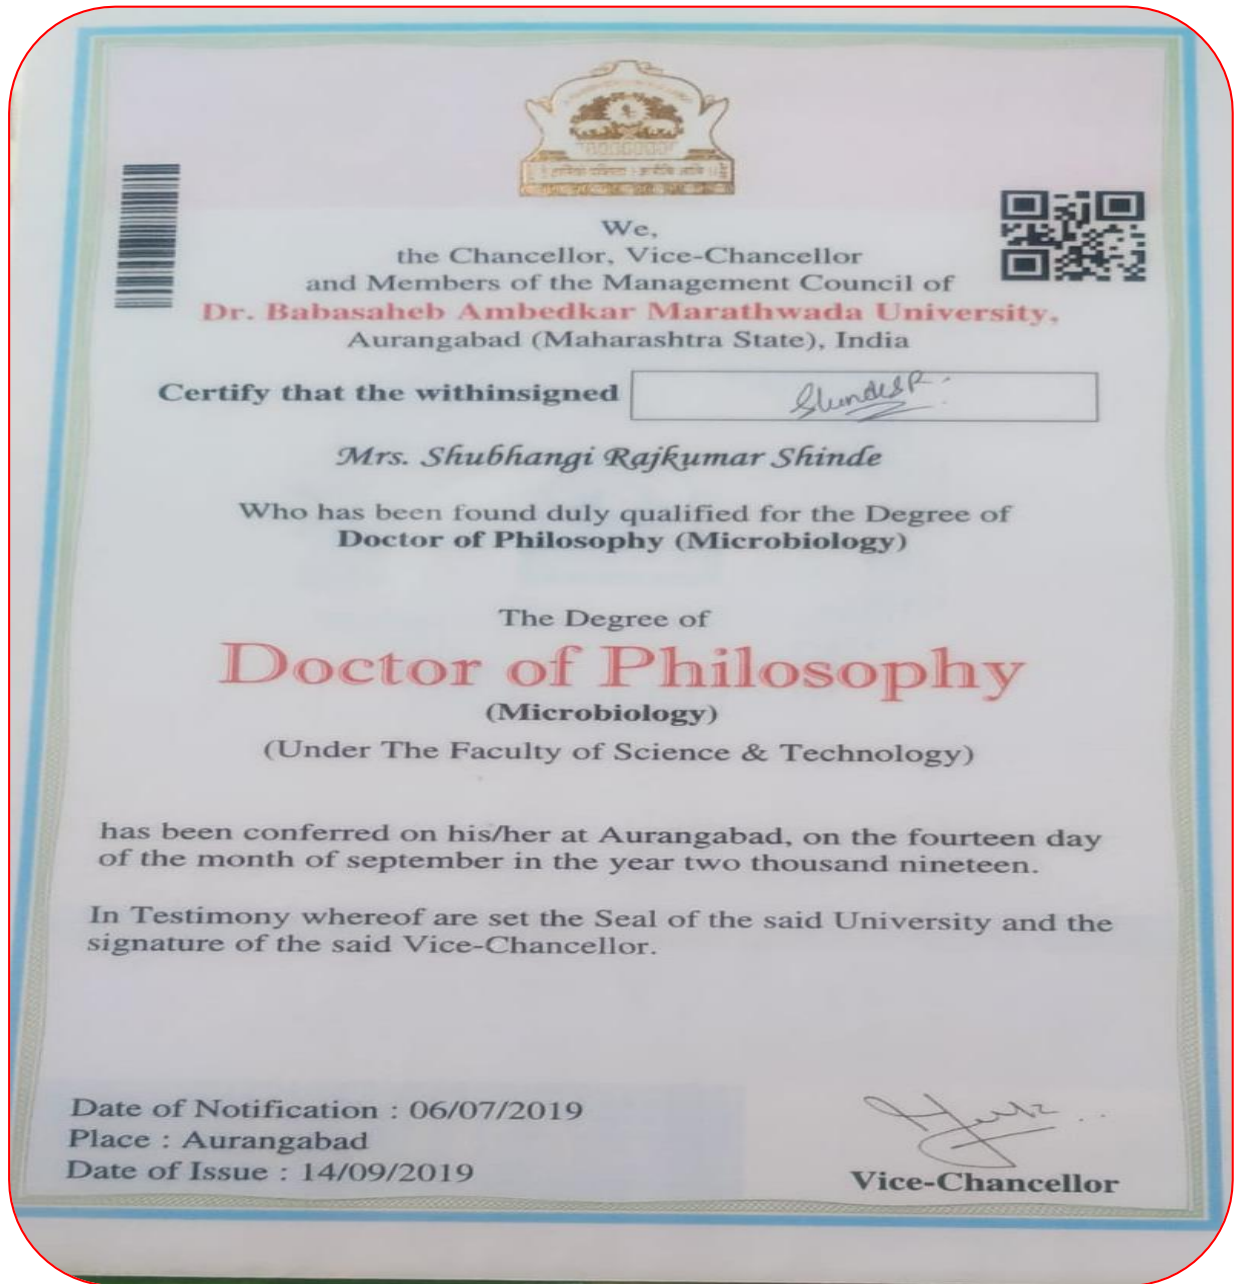 We,
the Chancellor, Vice-Chancellor
and Members of the Management Council of
Dr. Babasaheb Ambedkar Marathwada University,
Aurangabad (Maharashtra State), India
Certify that the withinsigned ShindeSR.
Mrs. Shubhangi Rajkumar Shinde
Who has been found duly qualified for the Degree of
Doctor of Philosophy (Microbiology)
The Degree of
Doctor of Philosophy
(Microbiology)
(Under The Faculty of Science & Technology)
has been conferred on his/her at Aurangabad, on the fourteen day
of the month of september in the year two thousand nineteen.
In Testimony whereof are set the Seal of the said University and the
signature of the said Vice-Chancellor.
Date of Notification : 06/07/2019
Place : Aurangabad
Date of Issue : 14/09/2019
Vice-Chancellor